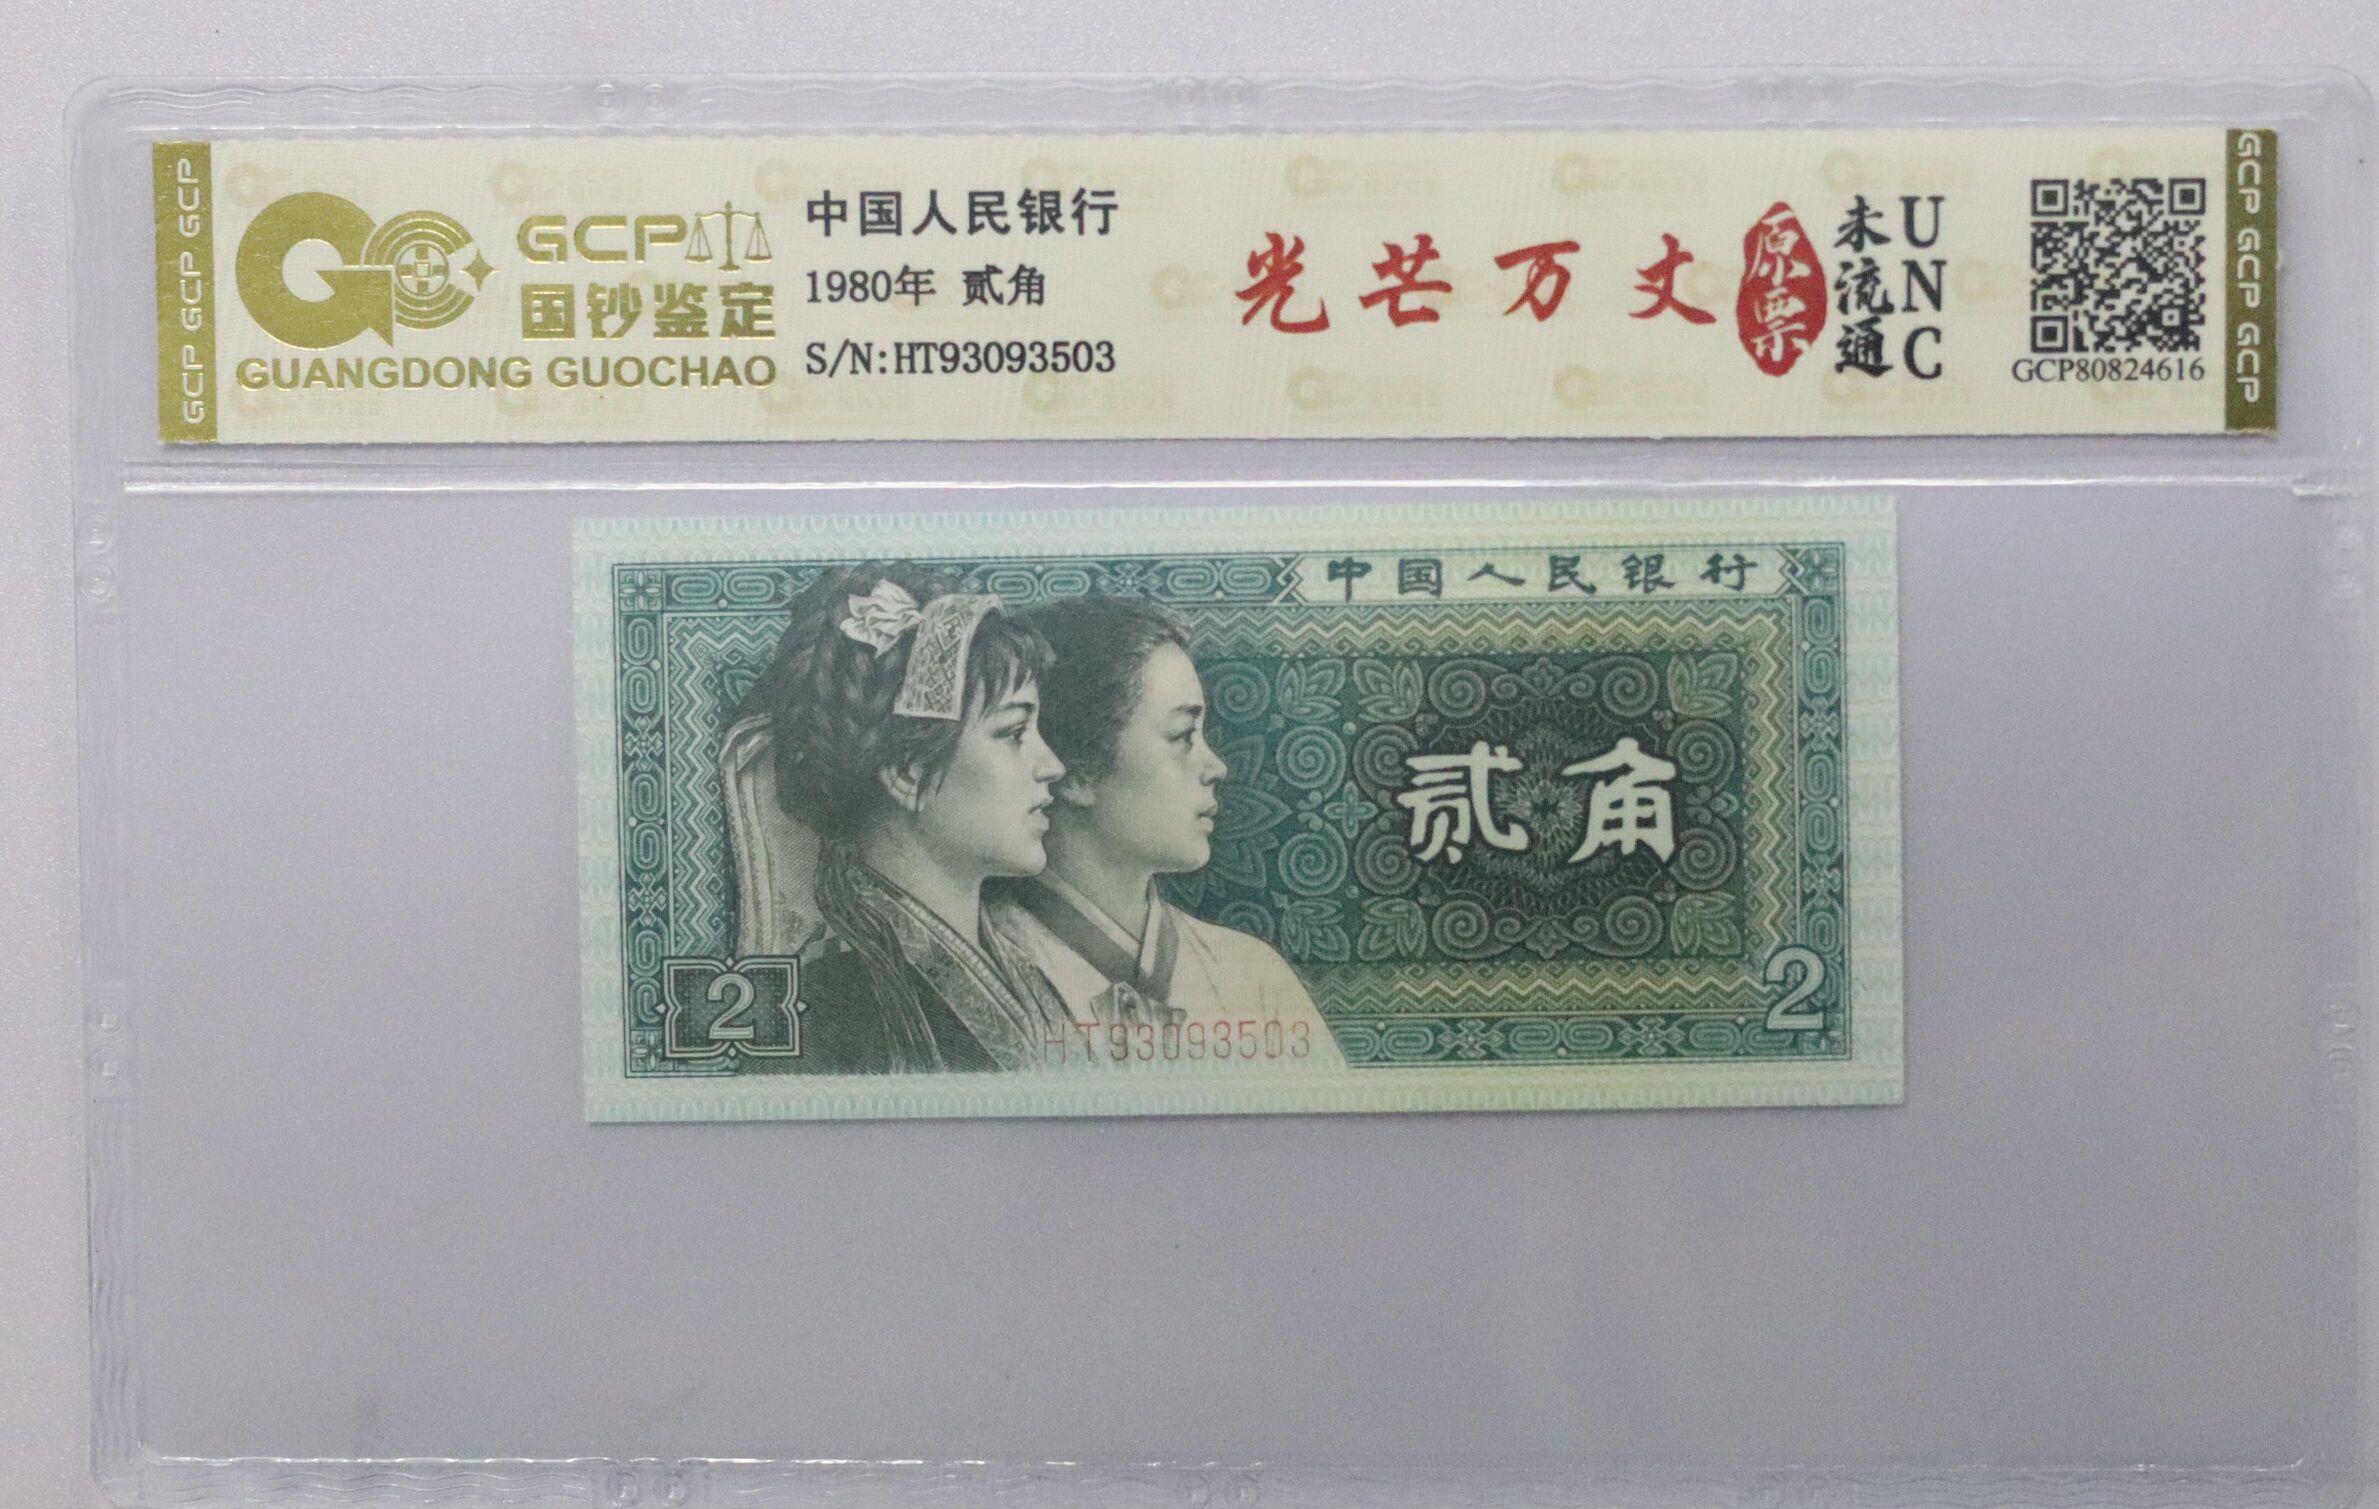 GCP GCP GCP
GCP
国钞鉴定
GUANGDONG GUOCHAO
中国人民银行
1980年 贰角
S/N:HT93093503
光芒万丈
原票
未流通
UNC
GCP80824616
GCP GCP GCP
中国人民银行
贰角
2
2
HT93093503